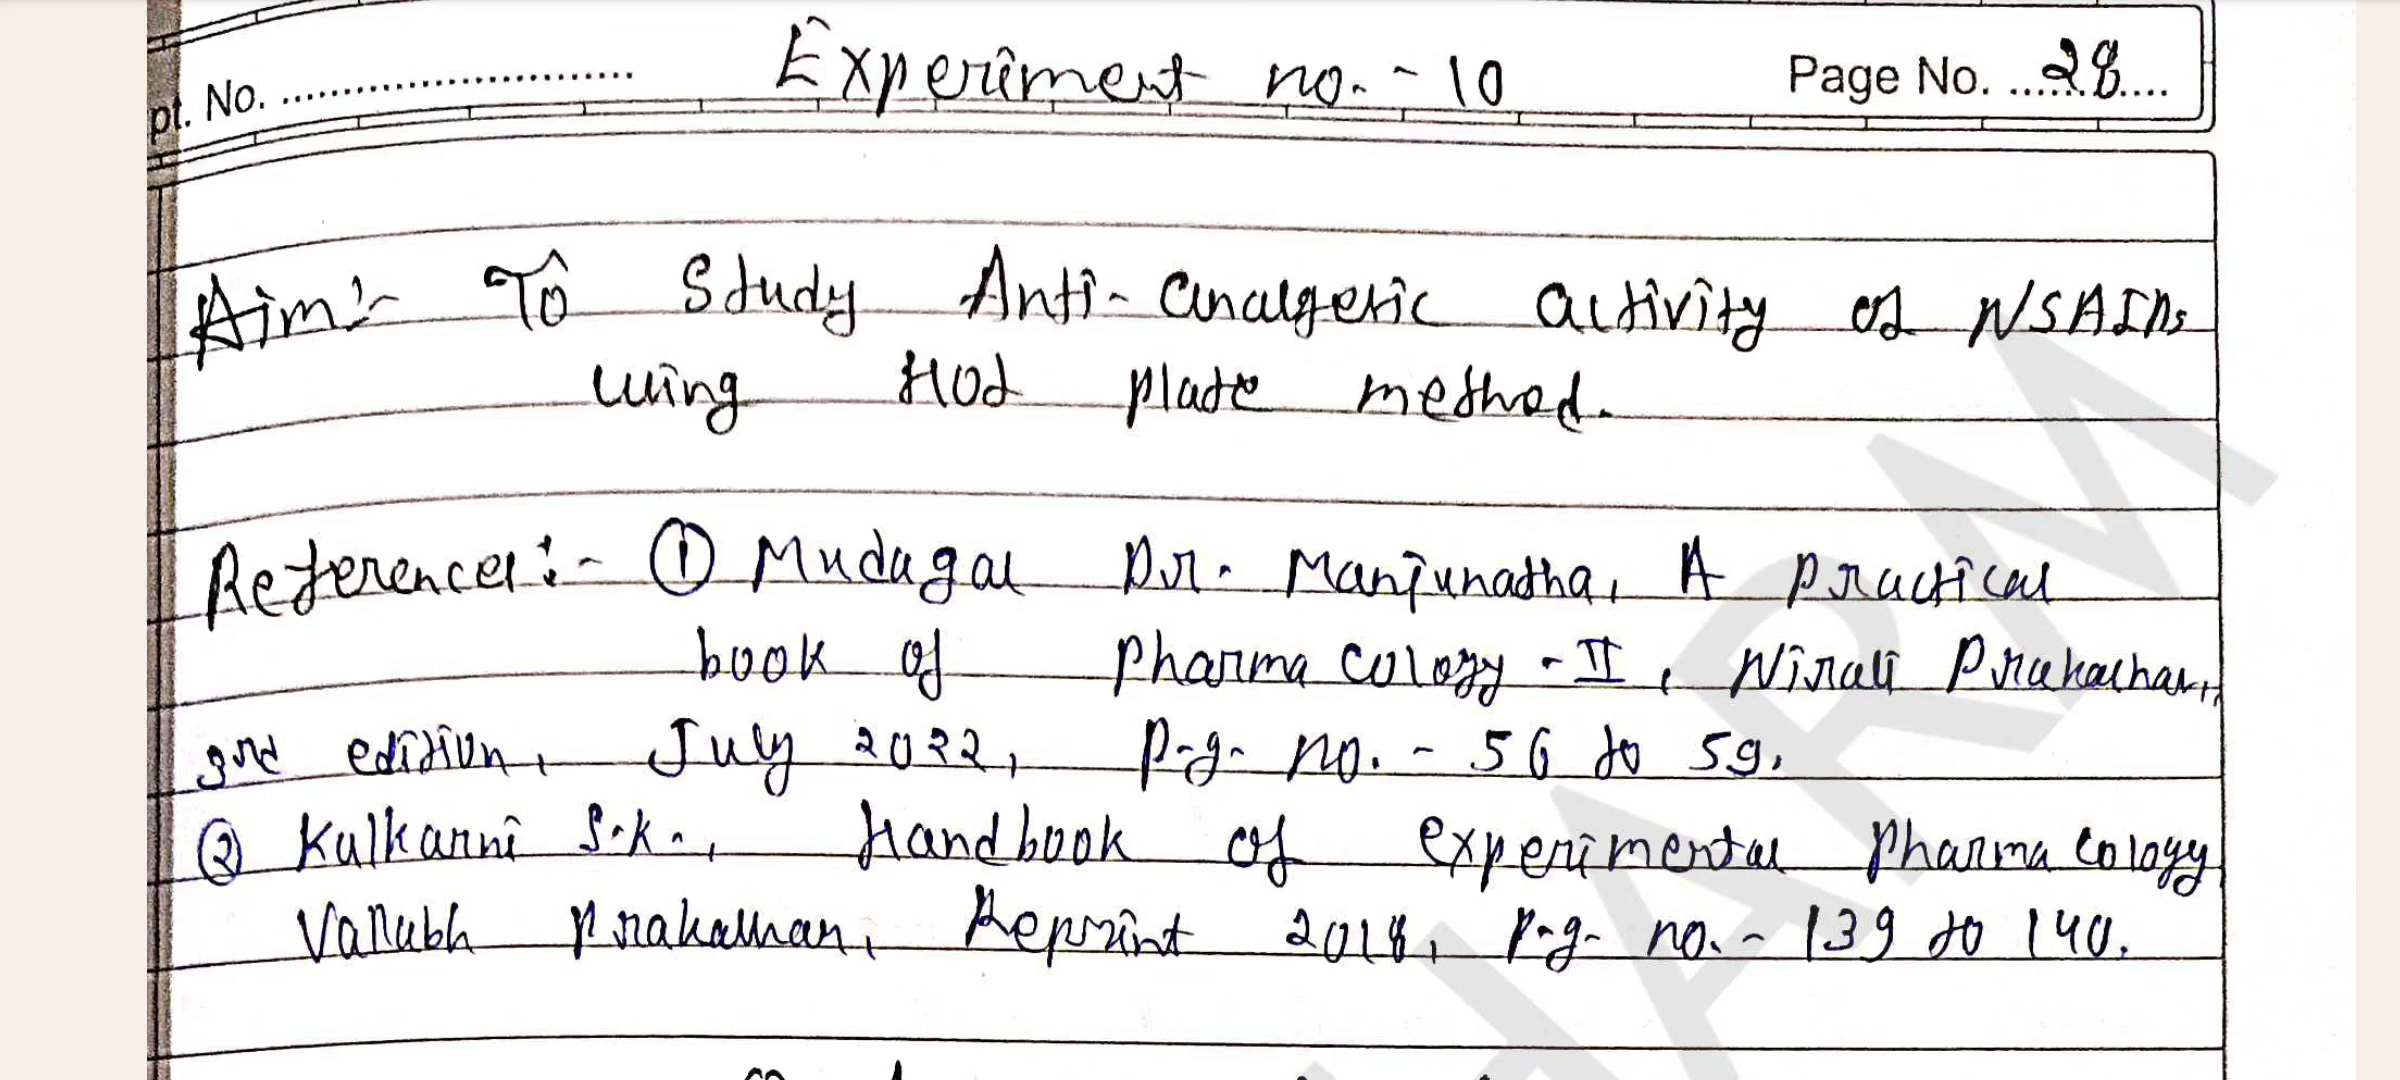 pt. No. ........................ Experiment no. - 10 Page No. ...28....
Aim:- To Study Anti-analgesic activity of NSAIDs
using Hot plate method.
References:- ① Mudagal Dr. Manjunatha, A practical
book of pharmacology - II, Nirali Prakashan,
3rd edition, July 2022, P.g. no. - 56 to 59.
② Kulkarni S.K., Handbook of experimental pharmacology
Vallubh prakashan, Reprint 2018, P.g. no. - 139 to 140.
HARM